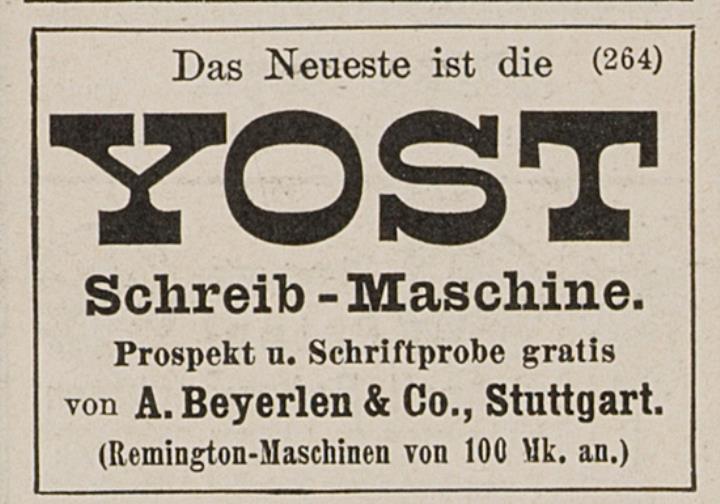 Das Neueste ist die (264)
YOST
Schreib-Maschine.
Prospekt u. Schriftprobe gratis
von A. Beyerlen & Co., Stuttgart.
(Remington-Maschinen von 100 Mk. an.)